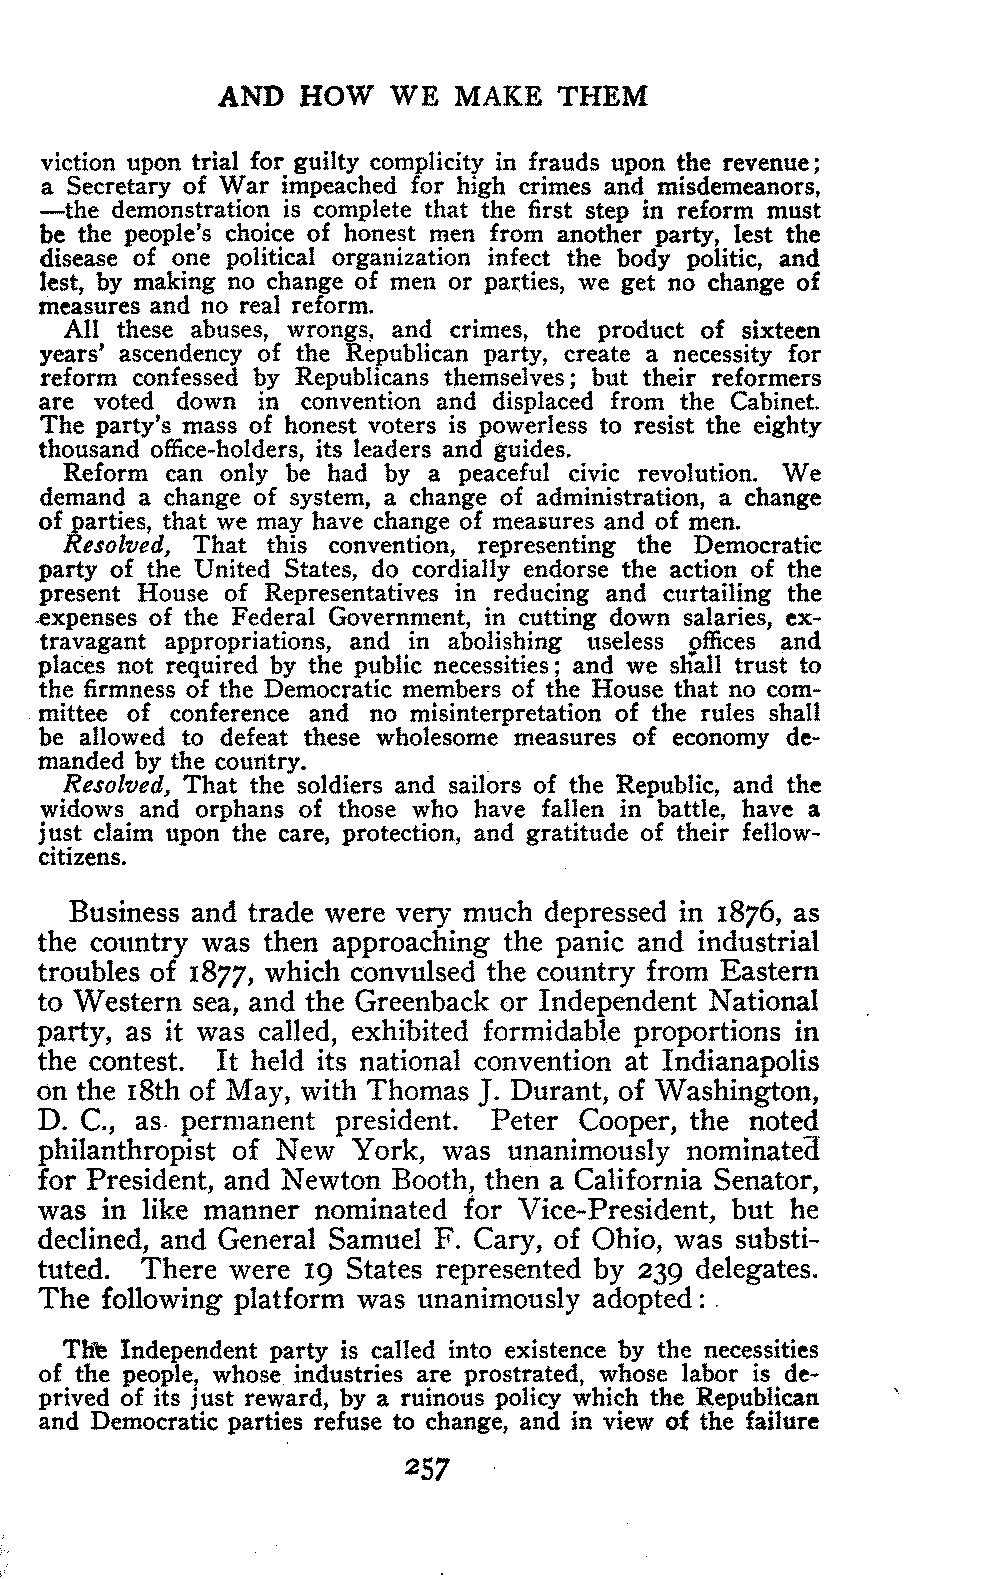 AND HOW WE MAKE THEM
viction upon trial for guilty complicity in frauds upon the revenue;
a Secretary of War impeached for high crimes and misdemeanors,
—the demonstration is complete that the first step in reform must
be the people's choice of honest men from another party, lest the
disease of one political organization infect the body politic, and
lest, by making no change of men or parties, we get no change of
measures and no real reform.
All these abuses, wrongs, and crimes, the product of sixteen
years' ascendency of the Republican party, create a necessity for
reform confessed by Republicans themselves; but their reformers
are voted down in convention and displaced from the Cabinet.
The party's mass of honest voters is powerless to resist the eighty
thousand office-holders, its leaders and guides.
Reform can only be had by a peaceful civic revolution. We
demand a change of system, a change of administration, a change
of parties, that we may have change of measures and of men.
Resolved, That this convention, representing the Democratic
party of the United States, do cordially endorse the action of the
present House of Representatives in reducing and curtailing the
expenses of the Federal Government, in cutting down salaries, ex-
travagant appropriations, and in abolishing useless offices and
places not required by the public necessities; and we shall trust to
the firmness of the Democratic members of the House that no com-
mittee of conference and no misinterpretation of the rules shall
be allowed to defeat these wholesome measures of economy de-
manded by the country.
Resolved, That the soldiers and sailors of the Republic, and the
widows and orphans of those who have fallen in battle, have a
just claim upon the care, protection, and gratitude of their fellow-
citizens.
Business and trade were very much depressed in 1876, as
the country was then approaching the panic and industrial
troubles of 1877, which convulsed the country from Eastern
to Western sea, and the Greenback or Independent National
party, as it was called, exhibited formidable proportions in
the contest. It held its national convention at Indianapolis
on the 18th of May, with Thomas J. Durant, of Washington,
D. C., as permanent president. Peter Cooper, the noted
philanthropist of New York, was unanimously nominated
for President, and Newton Booth, then a California Senator,
was in like manner nominated for Vice-President, but he
declined, and General Samuel F. Cary, of Ohio, was substi-
tuted. There were 19 States represented by 239 delegates.
The following platform was unanimously adopted:
The Independent party is called into existence by the necessities
of the people, whose industries are prostrated, whose labor is de-
prived of its just reward, by a ruinous policy which the Republican
and Democratic parties refuse to change, and in view of the failure
257